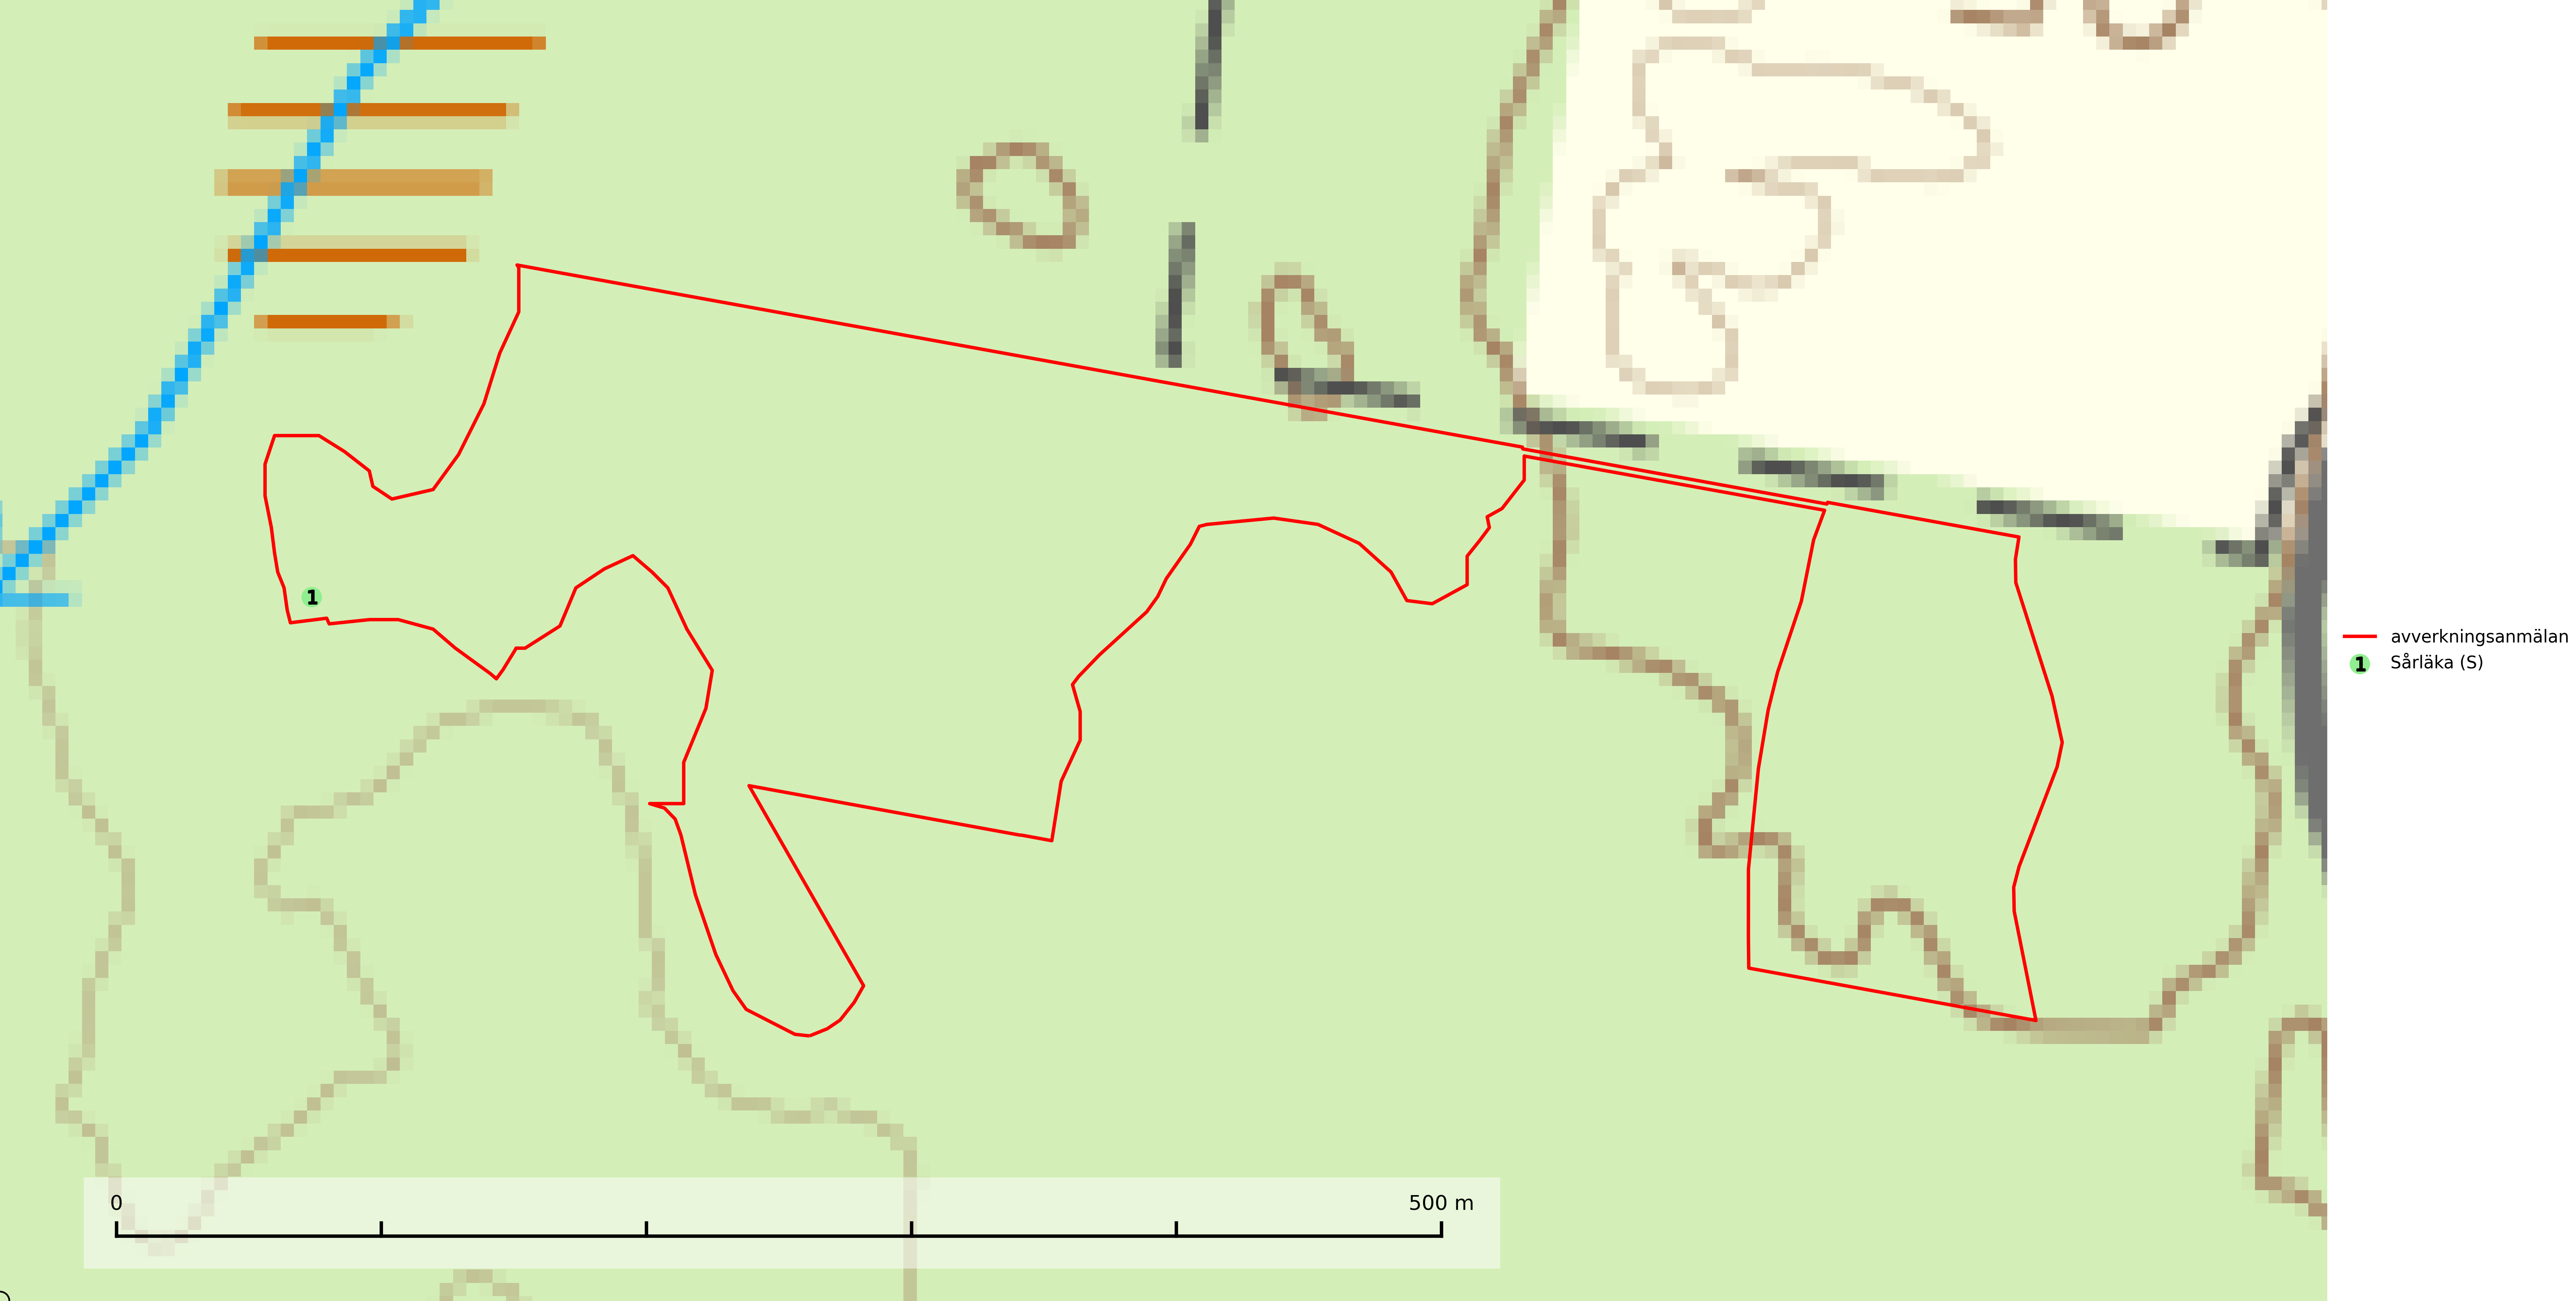 1
avverkningsanmälan
1 Sårläka (S)
0 500 m